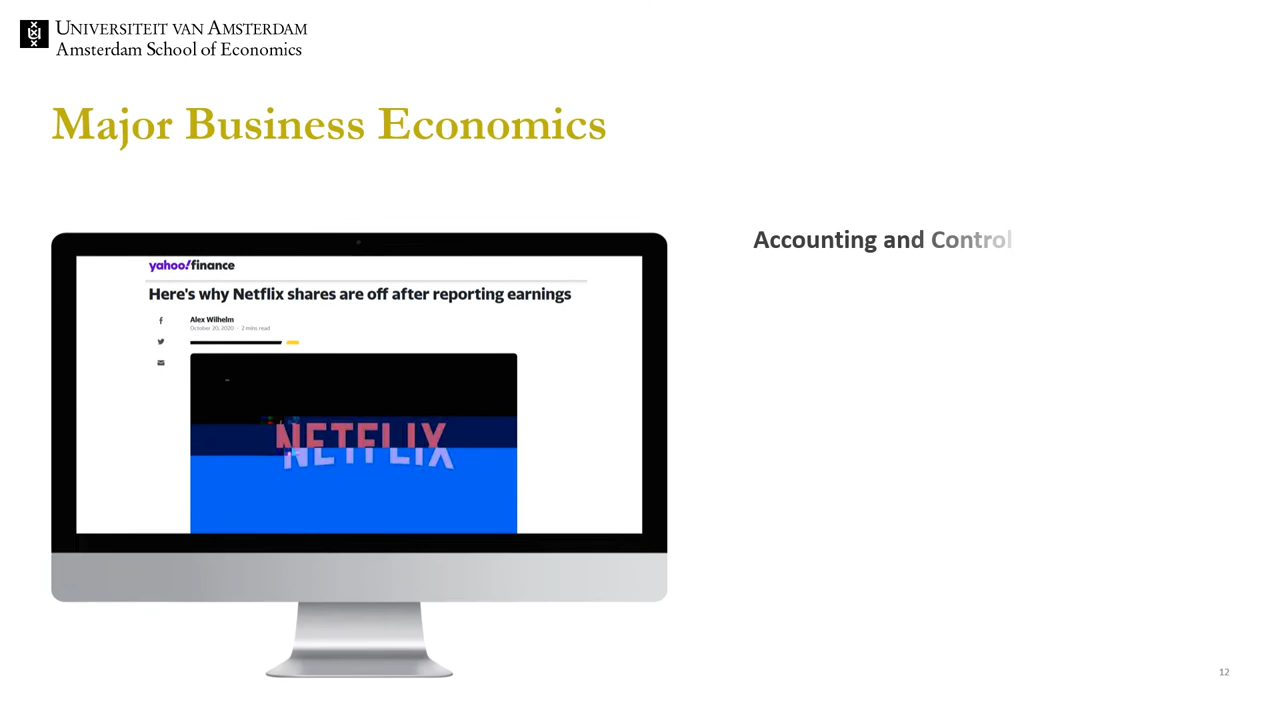 UNIVERSITEIT VAN AMSTERDAM
Amsterdam School of Economics
Major Business Economics
Accounting and Control
yahoo!finance
Here's why Netflix shares are off after reporting earnings
Alex Wilhelm
October 20, 2020 · 2 mins read
NETFLIX
12